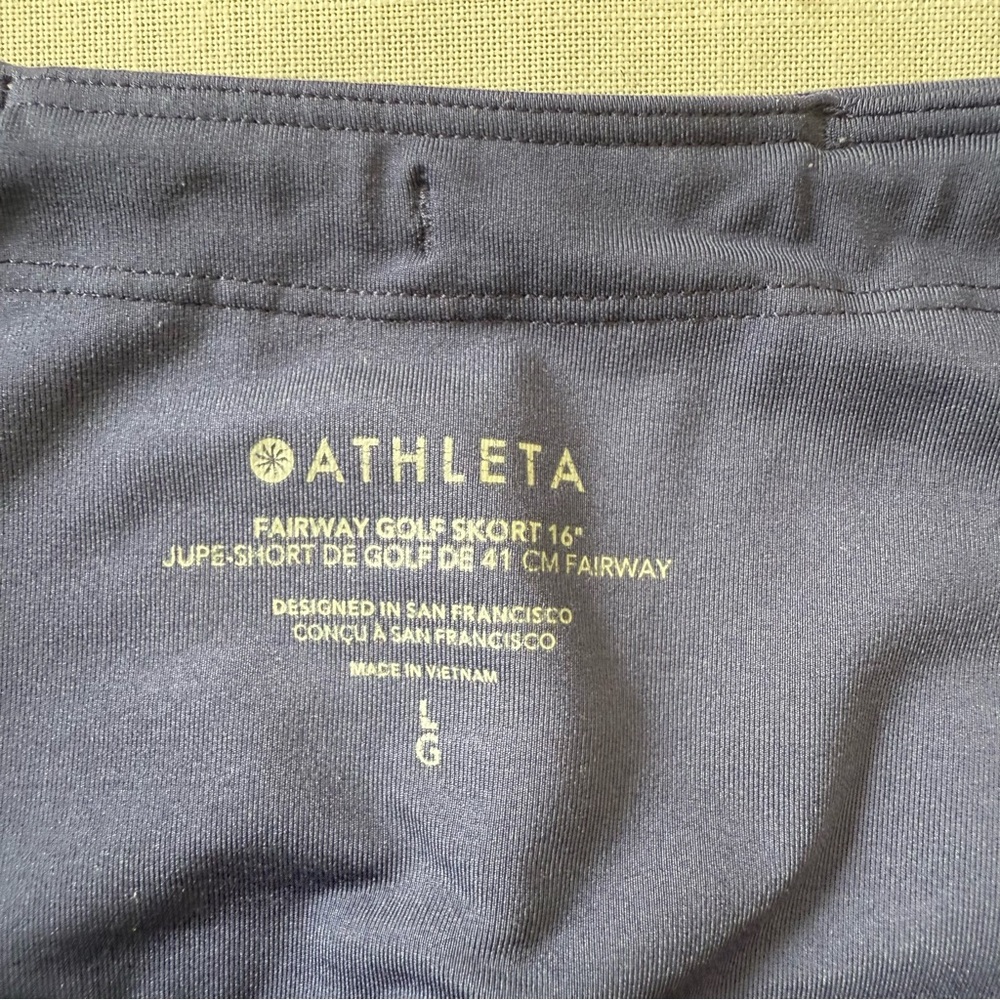 ATHLETA
FAIRWAY GOLF SKORT 16"
JUPE-SHORT DE GOLF DE 41 CM FAIRWAY
DESIGNED IN SAN FRANCISCO
CONÇU À SAN FRANCISCO
MADE IN VIETNAM
L
G